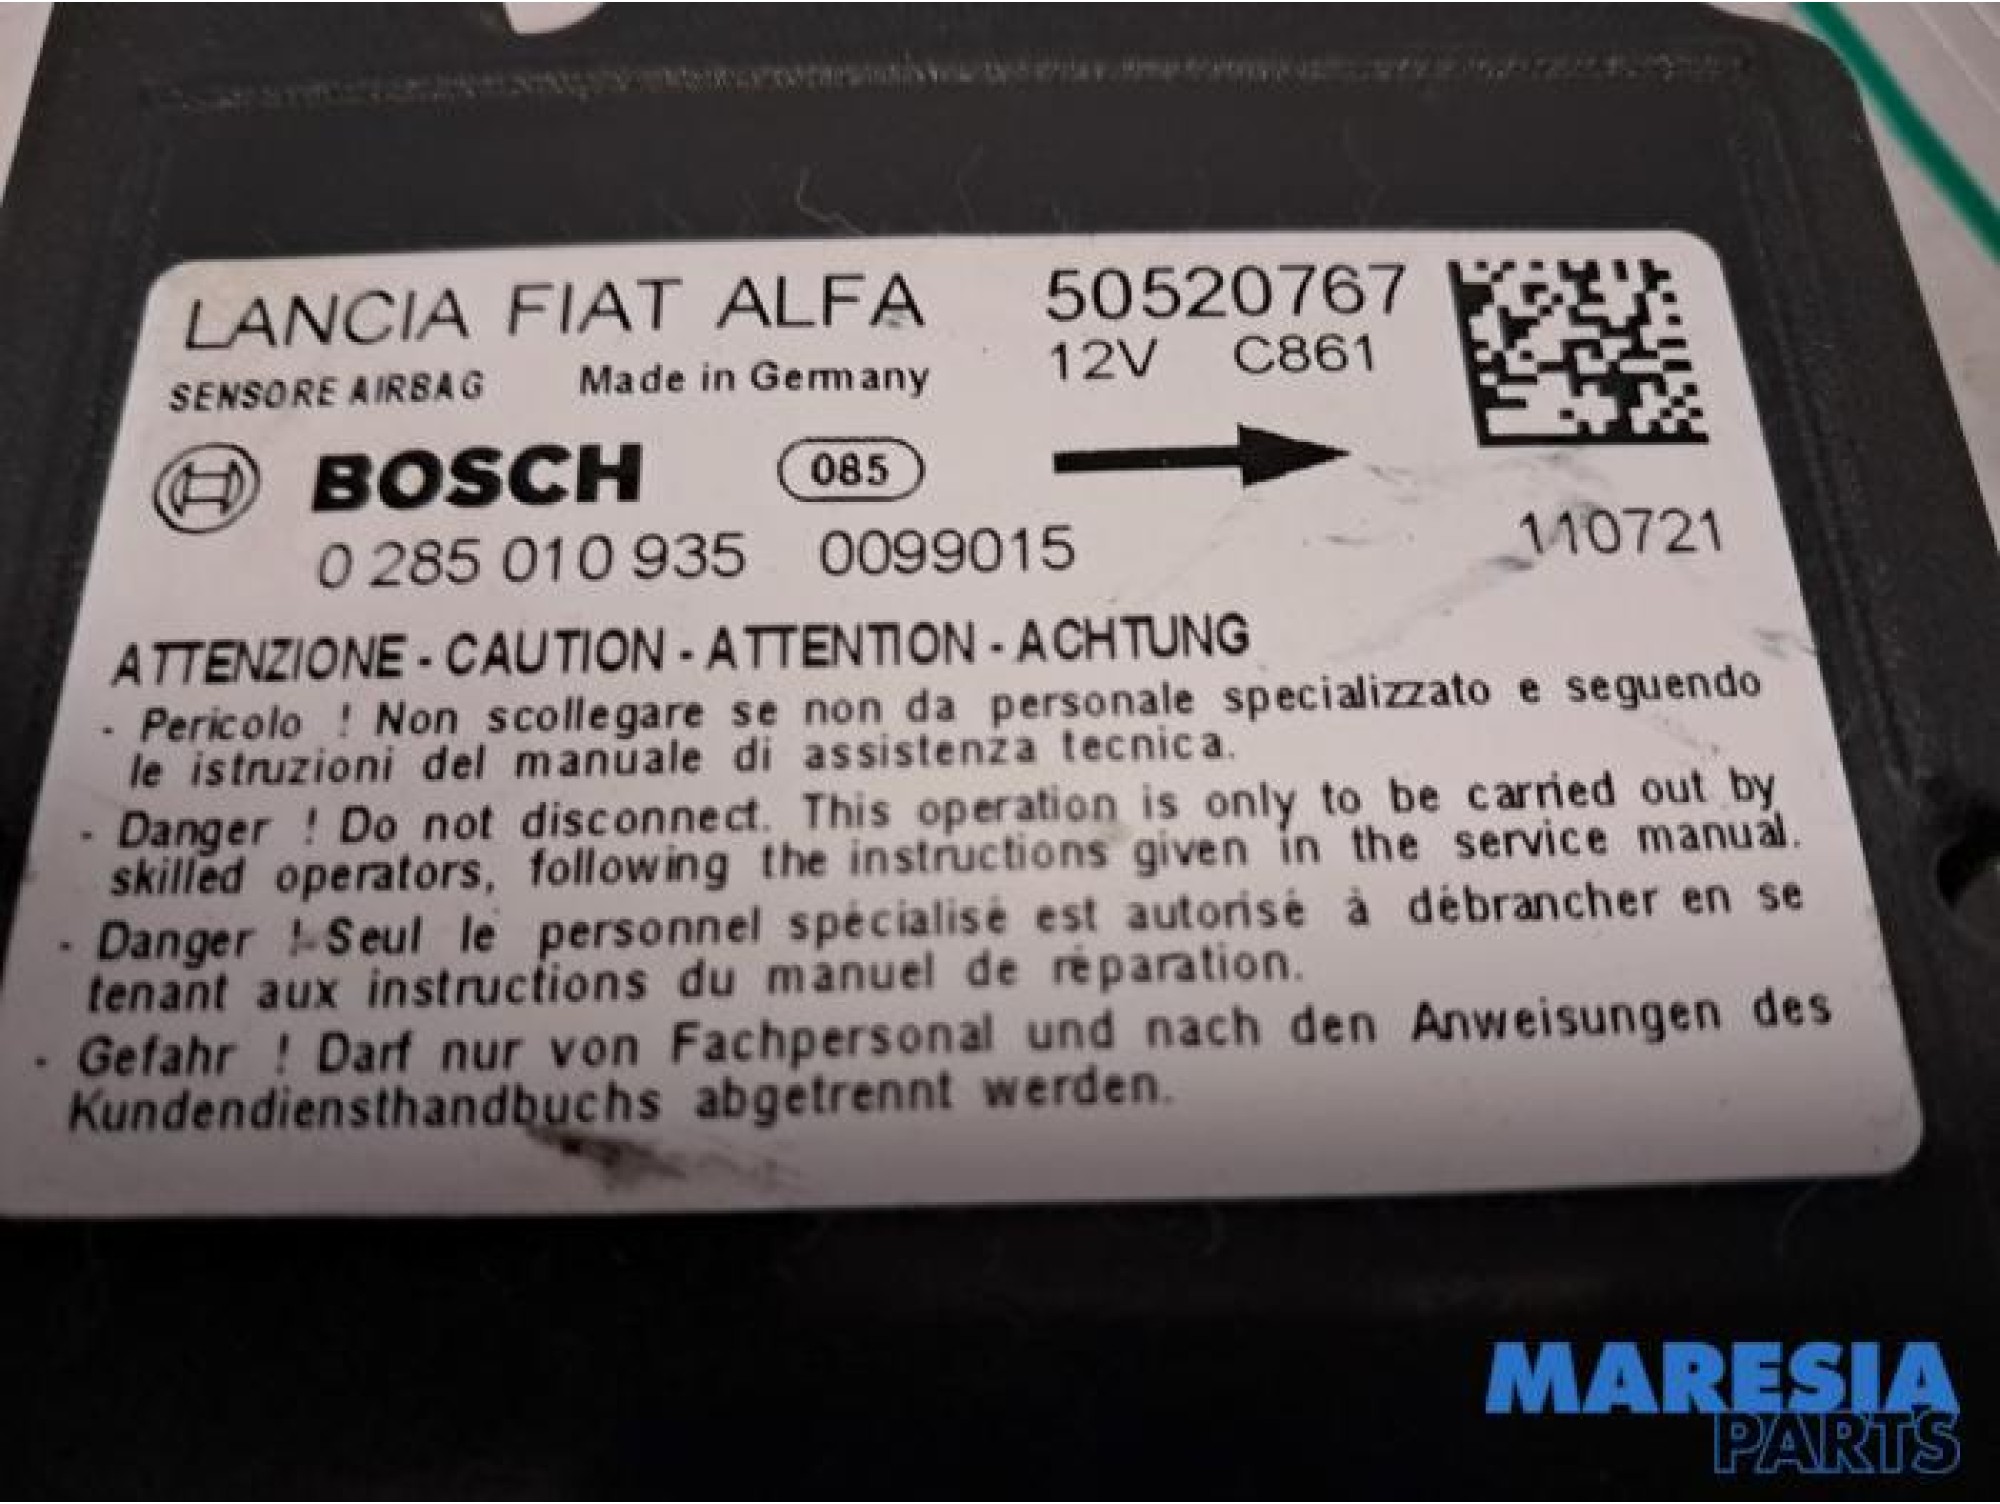 LANCIA FIAT ALFA 50520767
SENSORE AIRBAG Made in Germany 12V C861
BOSCH 085
0 285 010 935 0099015 110721
ATTENZIONE - CAUTION - ATTENTION - ACHTUNG
- Pericolo ! Non scollegare se non da personale specializzato e seguendo
le istruzioni del manuale di assistenza tecnica.
- Danger ! Do not disconnect. This operation is only to be carried out by
skilled operators, following the instructions given in the service manual.
- Danger ! Seul le personnel spécialisé est autorisé à débrancher en se
tenant aux instructions du manuel de réparation.
- Gefahr ! Darf nur von Fachpersonal und nach den Anweisungen des
Kundendiensthandbuchs abgetrennt werden.
MARESIA
PARTS